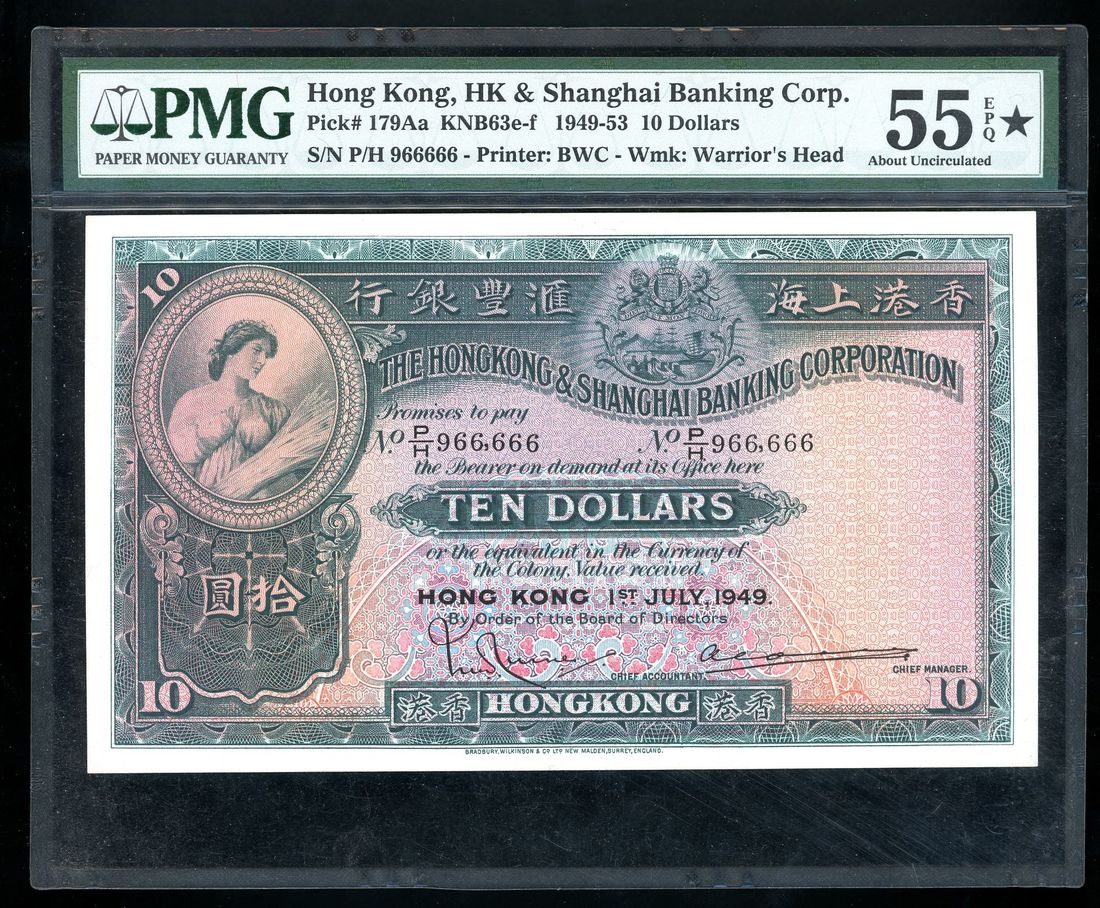 PMG
PAPER MONEY GUARANTY
Hong Kong, HK & Shanghai Banking Corp.
Pick# 179Aa KNB63e-f 1949-53 10 Dollars
S/N P/H 966666 - Printer: BWC - Wmk: Warrior's Head
55 EPQ ★
About Uncirculated
10
行銀豐滙 海上港香
THE HONGKONG & SHANGHAI BANKING CORPORATION
Promises to pay
No. P/H 966,666 No. P/H 966,666
the Bearer on demand at its Office here
TEN DOLLARS
or the equivalent in the Currency of
the Colony. Value received.
圓拾
HONG KONG 1ST JULY, 1949.
By Order of the Board of Directors
CHIEF ACCOUNTANT.
CHIEF MANAGER.
10 港香 HONGKONG 港香 10
BRADBURY, WILKINSON & Co LTD NEW MALDEN, SURREY, ENGLAND.